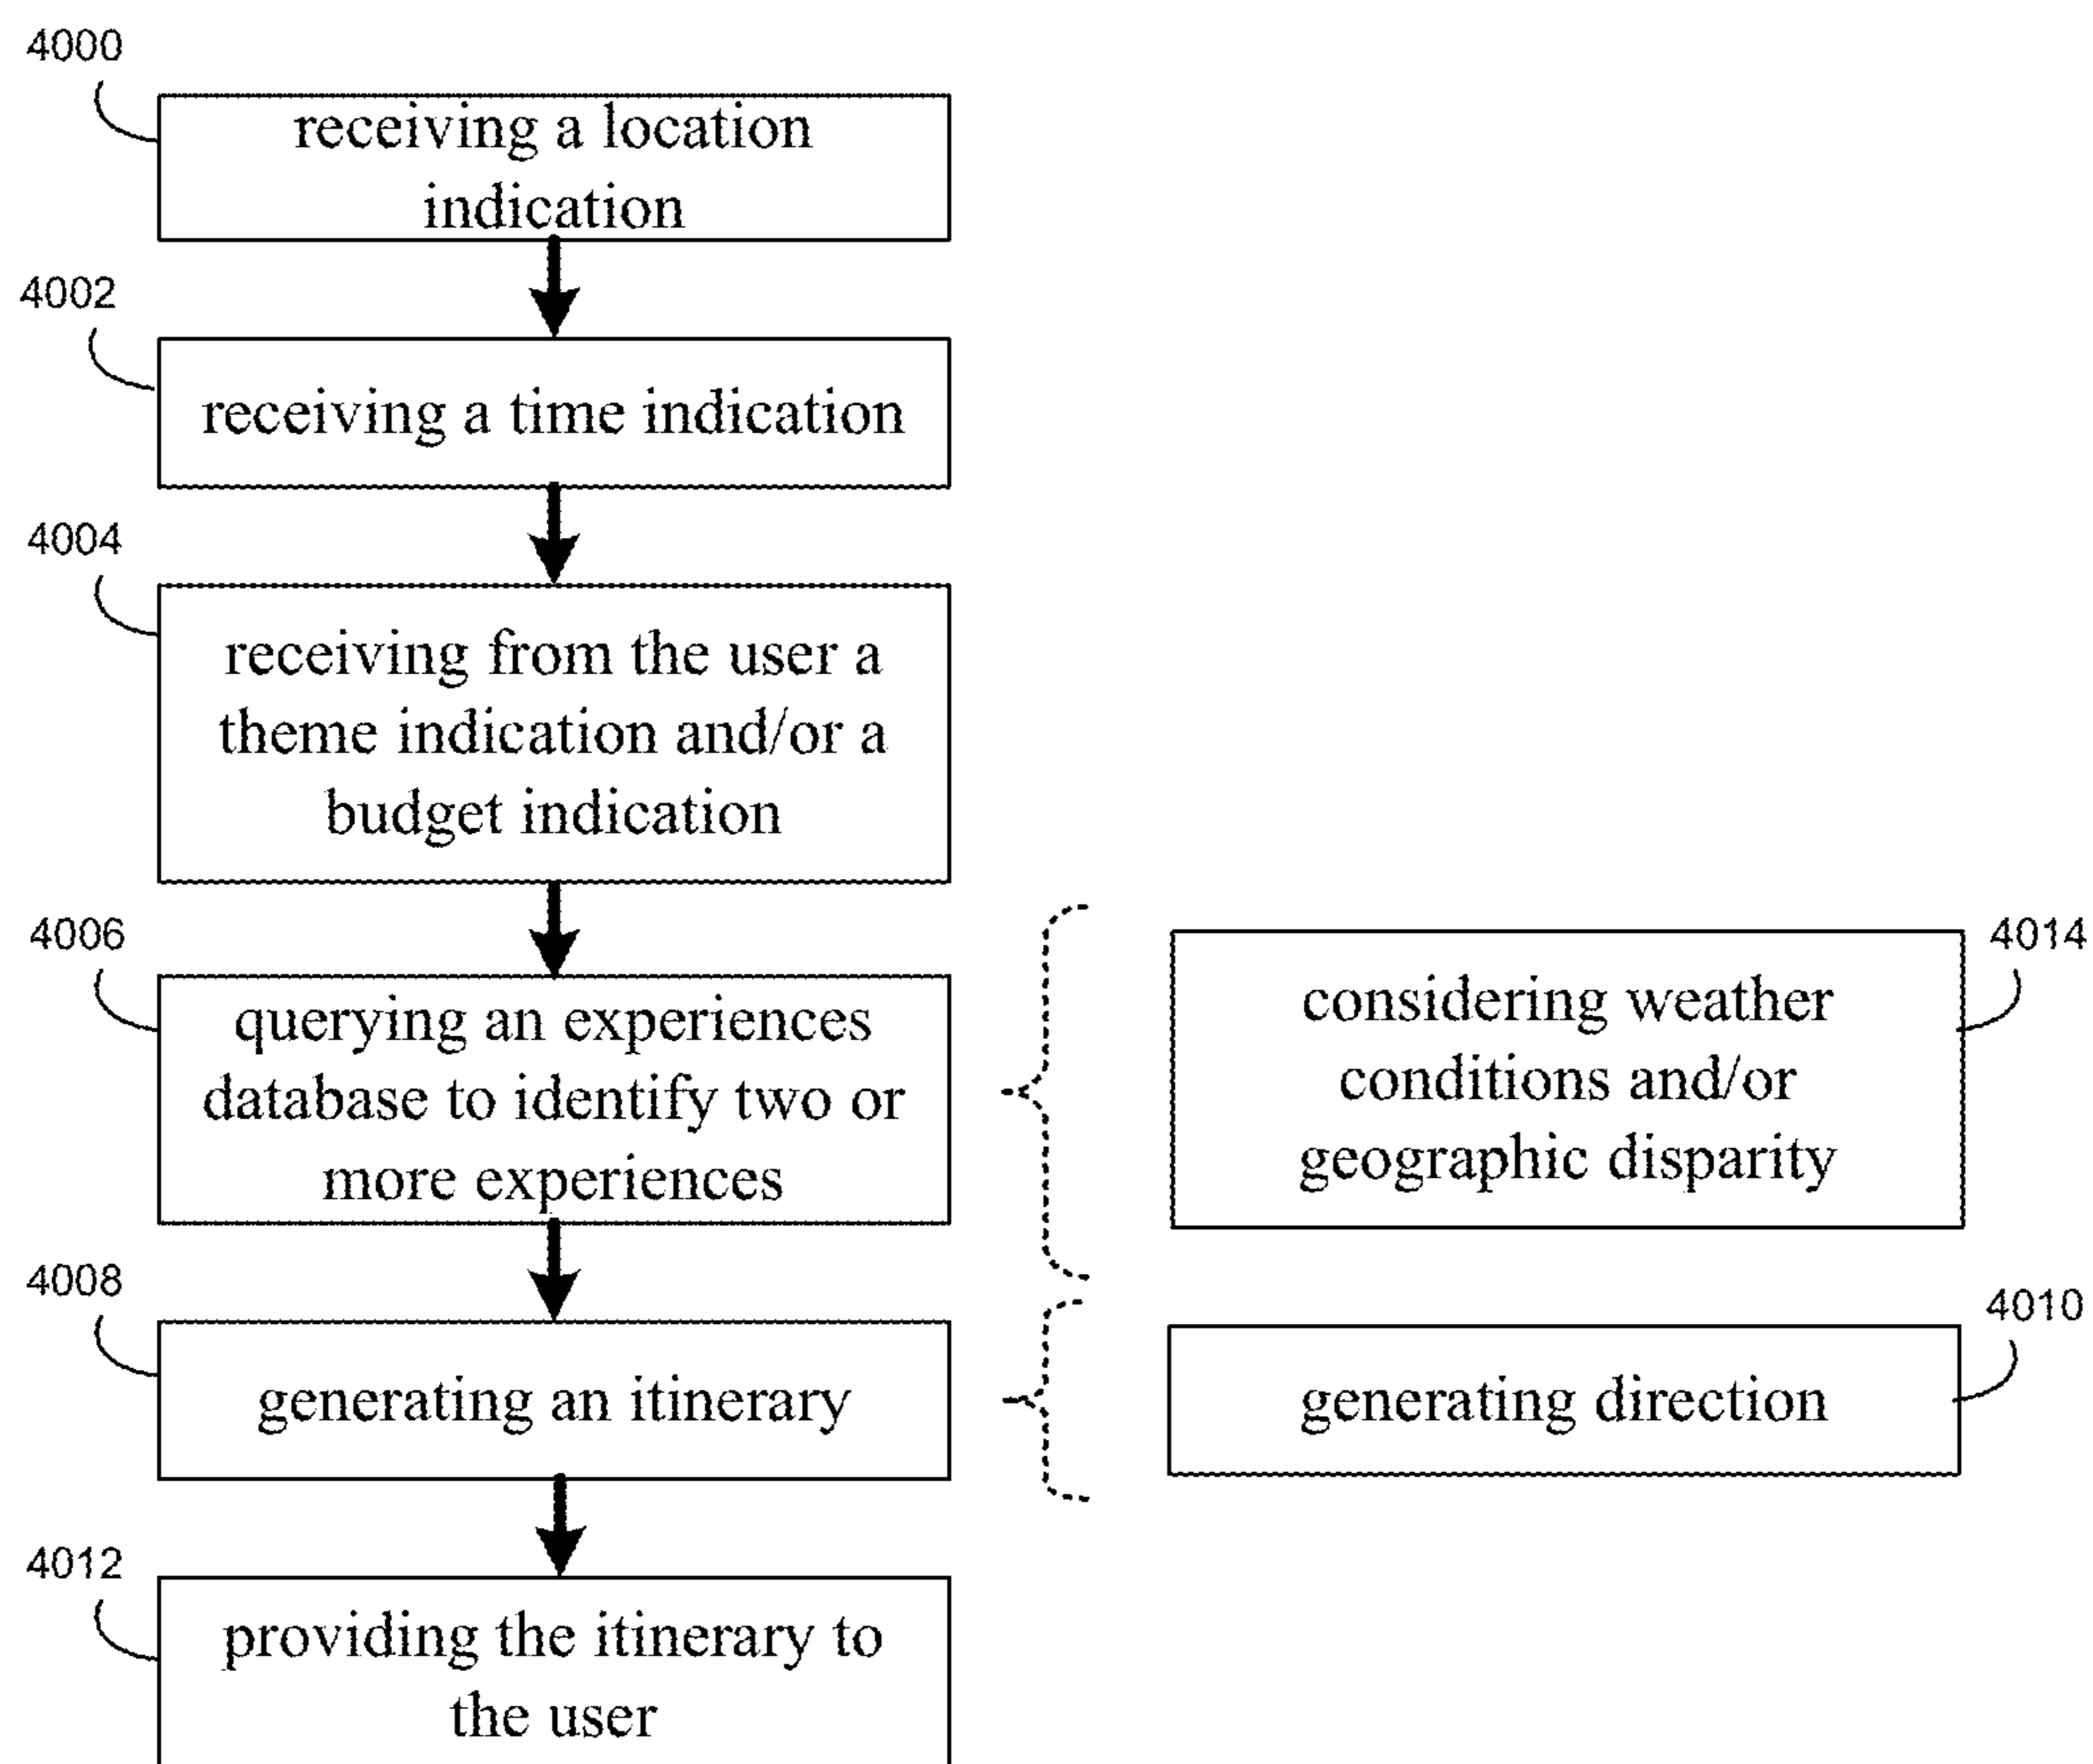 4000
receiving a location
indication
4002
receiving a time indication
4004
receiving from the user a
theme indication and/or a
budget indication
4006
querying an experiences
database to identify two or
more experiences
4014
considering weather
conditions and/or
geographic disparity
4008
generating an itinerary
4010
generating direction
4012
providing the itinerary to
the user